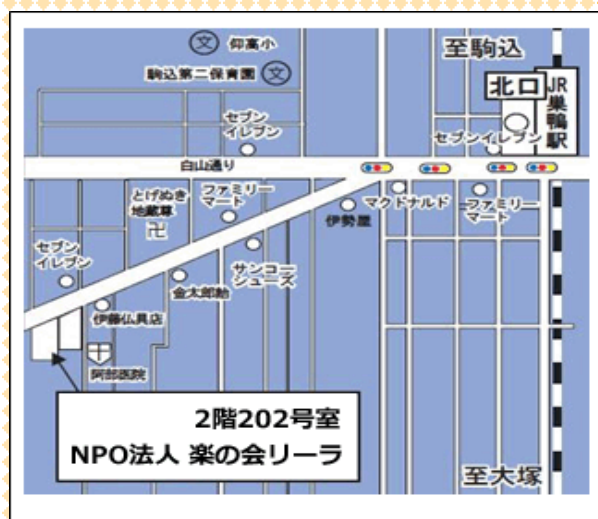 文 仰高小
至駒込
駒込第二保育園 文
北口
JR
巣鴨駅
セブン
イレブン
セブンイレブン
白山通り
とげぬき
地蔵尊
卍
ファミリー
マート
マクドナルド
ファミリー
マート
伊勢屋
セブン
イレブン
サンコー
シューズ
金太郎飴
伊藤仏具店
阿部医院
2階202号室
NPO法人 楽の会リーラ
至大塚